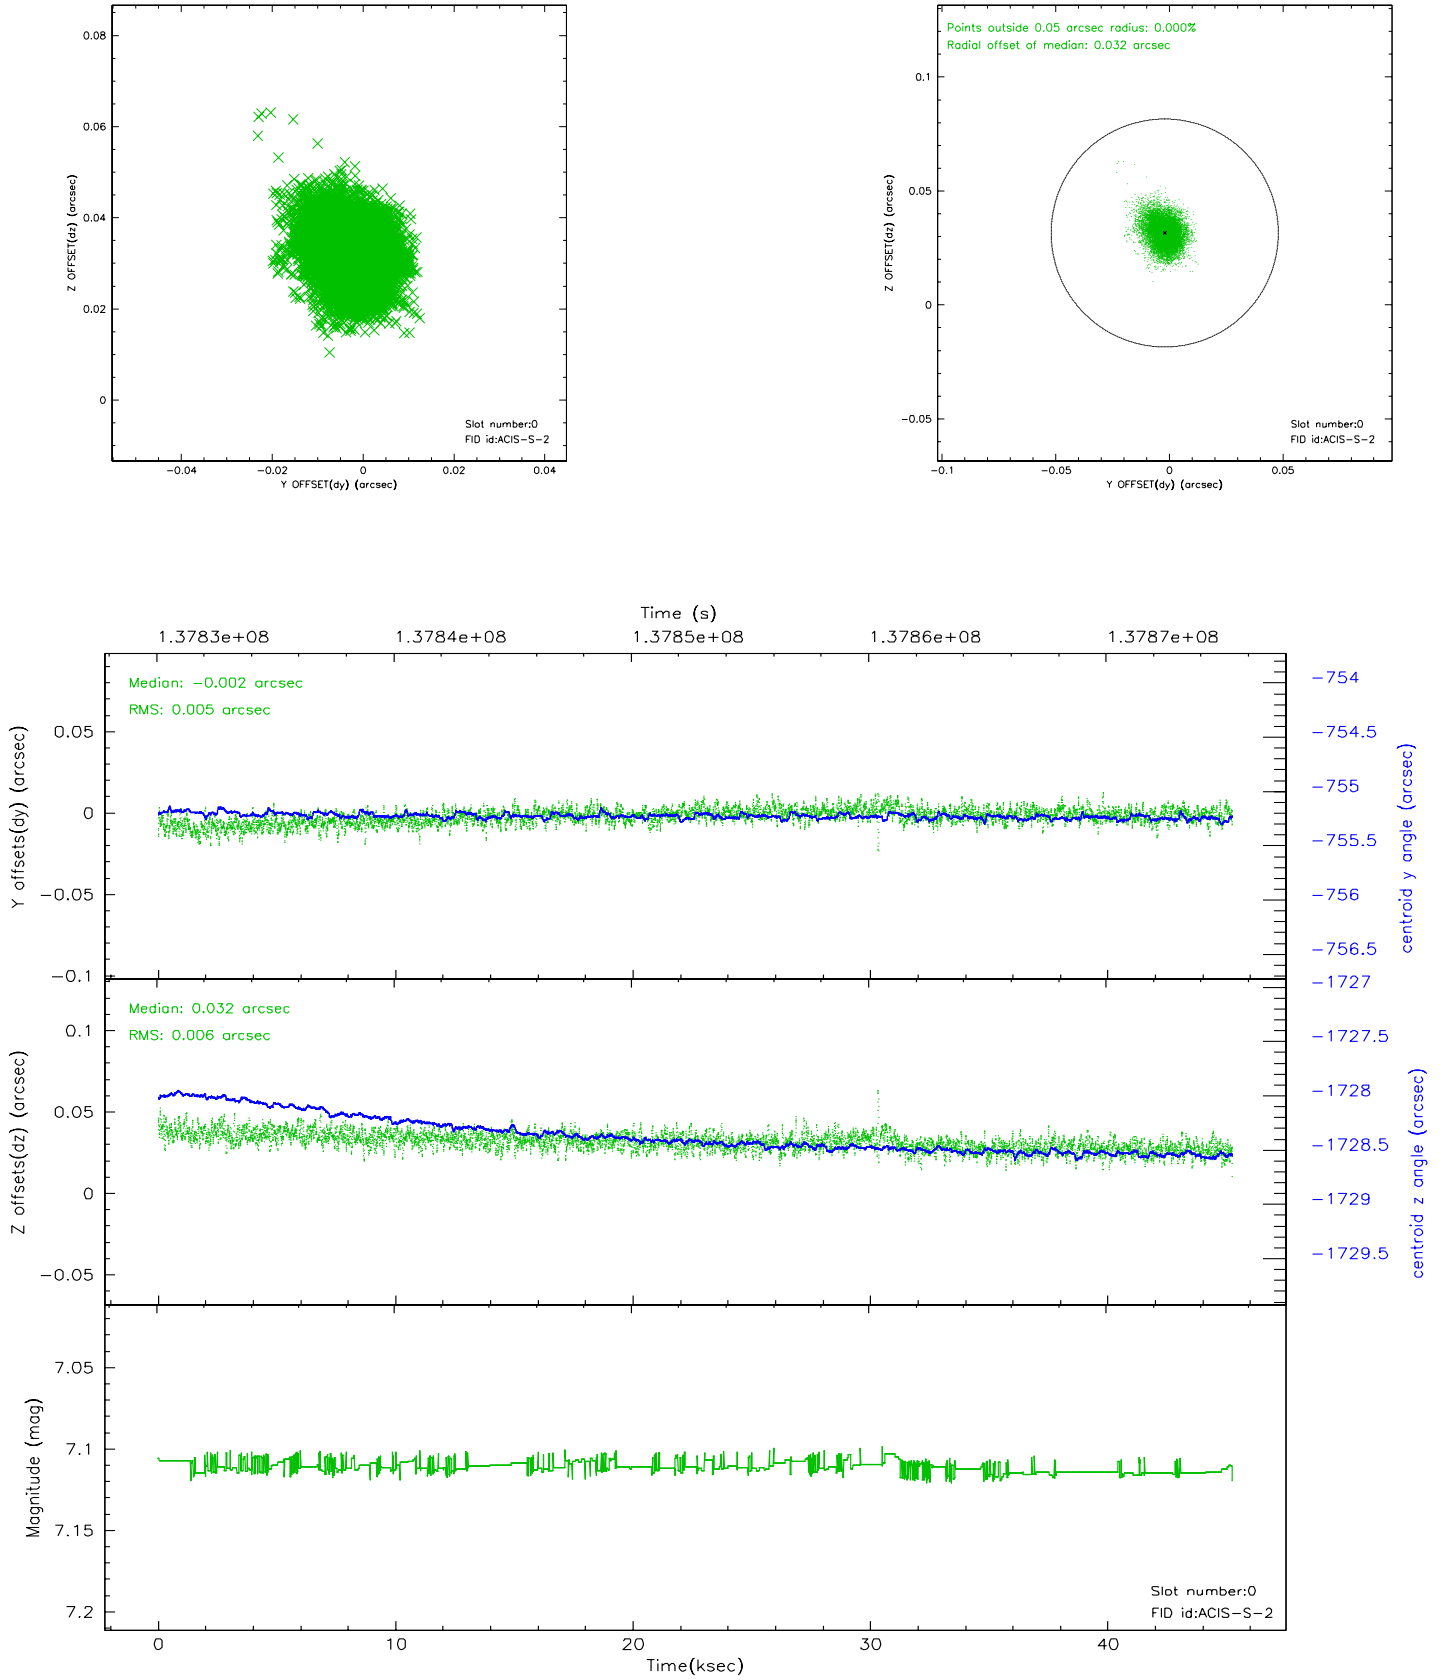 0.08
0.06
0.04
0.02
0
Z OFFSET(dz) (arcsec)
Slot number:0
FID id:ACIS-S-2
-0.04
-0.02
0
0.02
0.04
Y OFFSET(dy) (arcsec)
Points outside 0.05 arcsec radius: 0.000%
Radial offset of median: 0.032 arcsec
0.1
0.05
0
-0.05
Z OFFSET(dz) (arcsec)
Slot number:0
FID id:ACIS-S-2
-0.1
-0.05
0
0.05
Y OFFSET(dy) (arcsec)
Time (s)
1.3783e+08
1.3784e+08
1.3785e+08
1.3786e+08
1.3787e+08
Median: -0.002 arcsec
RMS: 0.005 arcsec
0.05
0
-0.05
-0.1
Y offsets(dy) (arcsec)
-754
-754.5
-755
-755.5
-756
-756.5
centroid y angle (arcsec)
Median: 0.032 arcsec
RMS: 0.006 arcsec
0.1
0.05
0
-0.05
Z offsets(dz) (arcsec)
-1727
-1727.5
-1728
-1728.5
-1729
-1729.5
centroid z angle (arcsec)
7.05
7.1
7.15
7.2
Magnitude (mag)
Slot number:0
FID id:ACIS-S-2
0
10
20
30
40
Time(ksec)